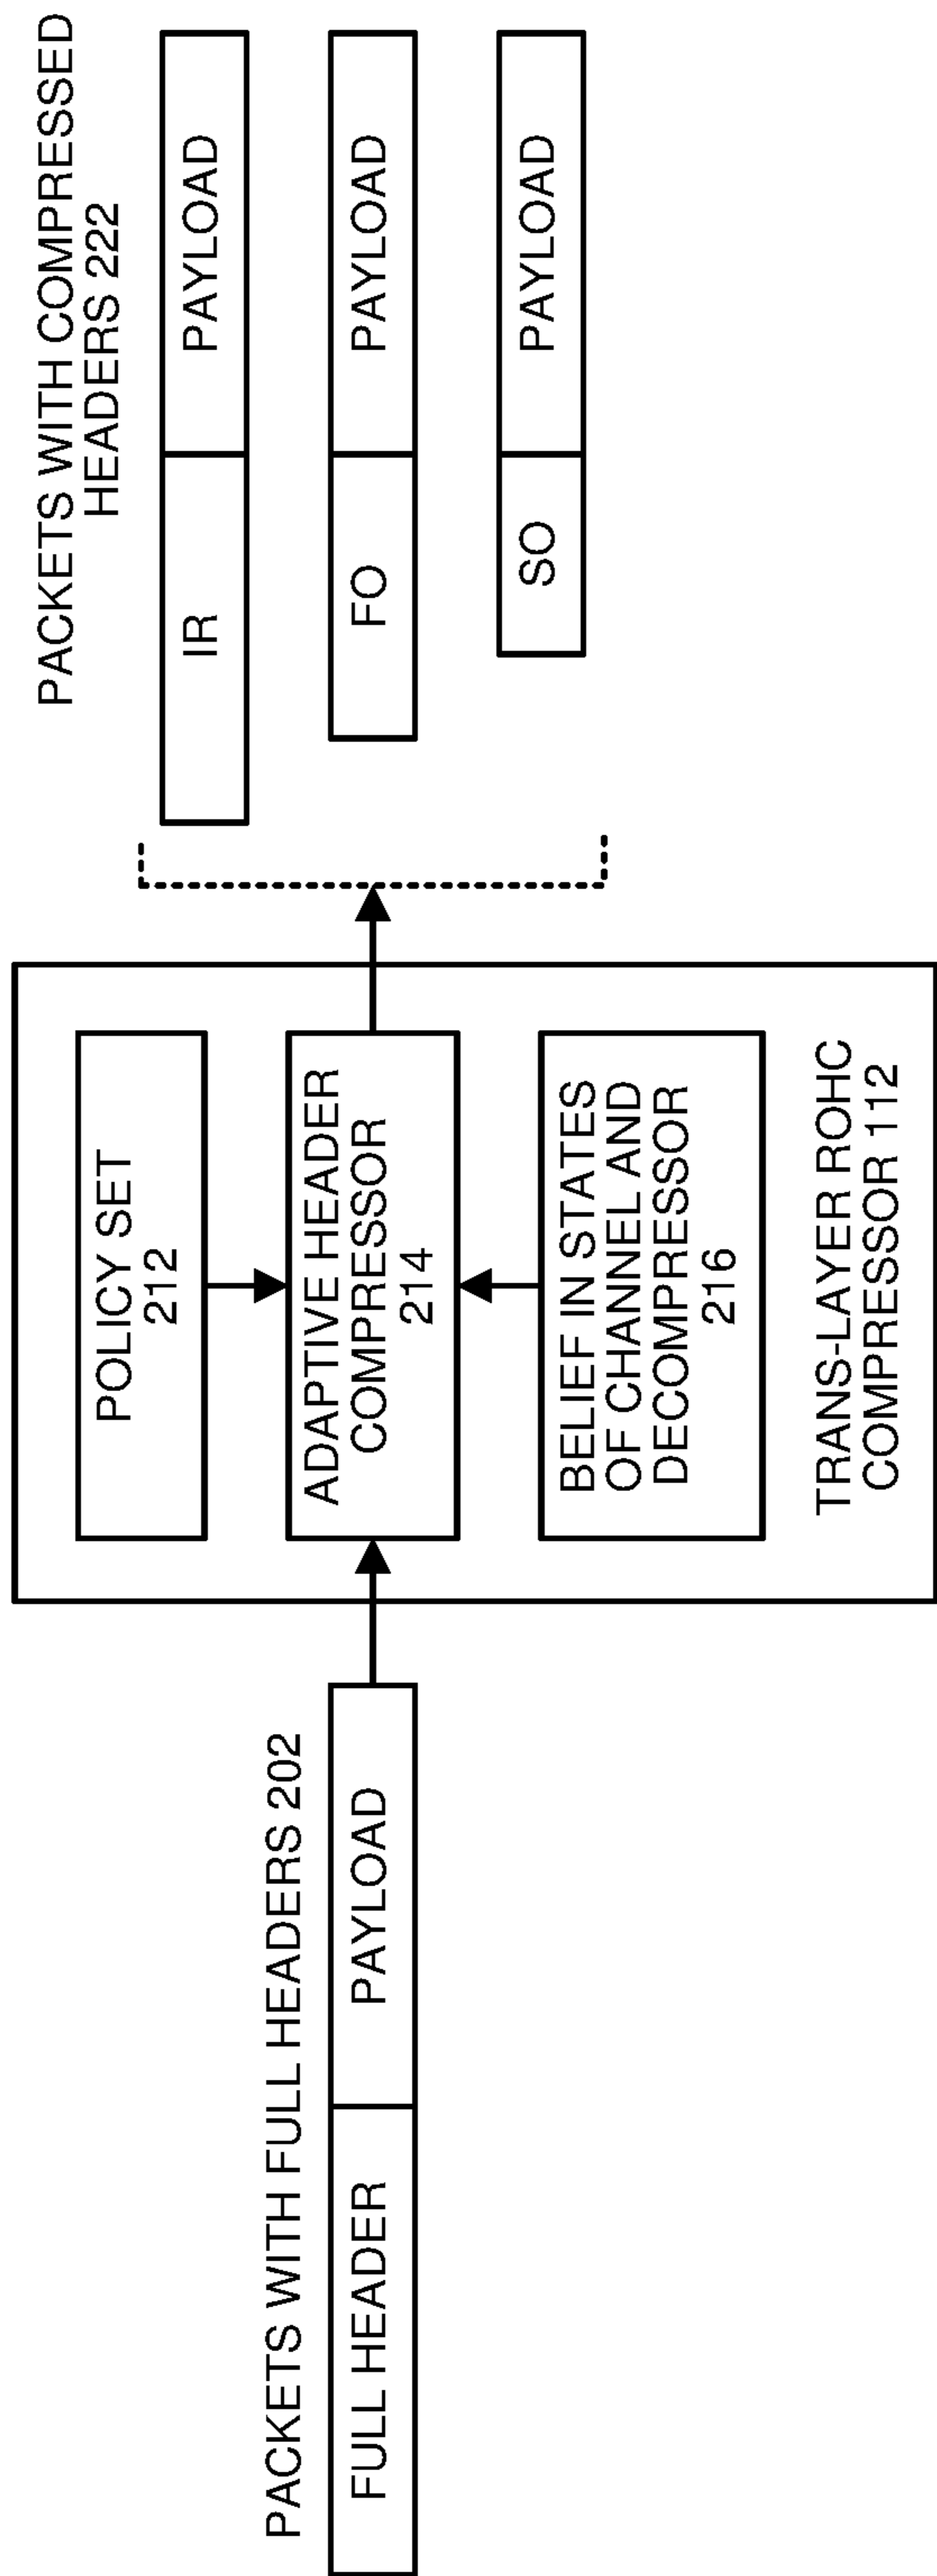 PACKETS WITH FULL HEADERS 202
FULL HEADER
PAYLOAD
POLICY SET
212
ADAPTIVE HEADER
COMPRESSOR
214
BELIEF IN STATES
OF CHANNEL AND
DECOMPRESSOR
216
TRANS-LAYER ROHC
COMPRESSOR 112
PACKETS WITH COMPRESSED
HEADERS 222
IR
PAYLOAD
FO
PAYLOAD
SO
PAYLOAD